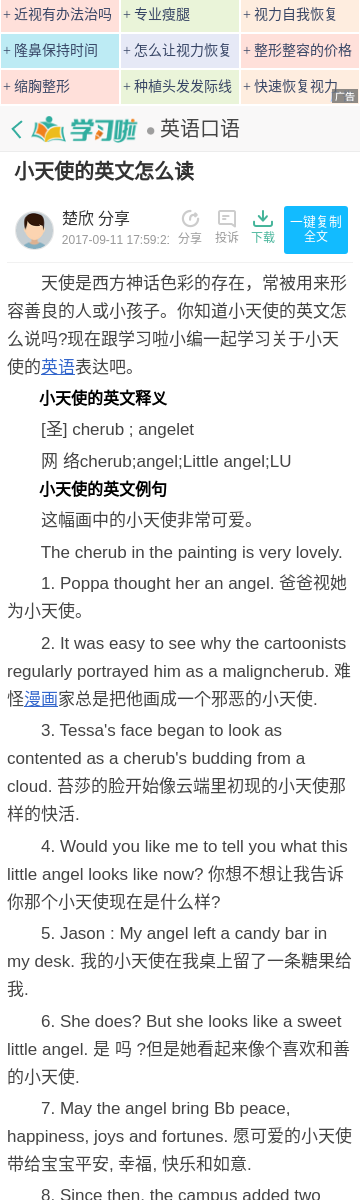 + 近视有办法治吗 + 专业瘦腿 + 视力自我恢复
+ 隆鼻保持时间 + 怎么让视力恢复 + 整形整容的价格
+ 缩胸整形 + 种植头发发际线 + 快速恢复视力
广告
学习啦 ● 英语口语
小天使的英文怎么读
楚欣 分享
2017-09-11 17:59:21
分享 投诉 下载
一键复制
全文
天使是西方神话色彩的存在，常被用来形
容善良的人或小孩子。你知道小天使的英文怎
么说吗?现在跟学习啦小编一起学习关于小天
使的英语表达吧。
小天使的英文释义
[圣] cherub ; angelet
网 络cherub;angel;Little angel;LU
小天使的英文例句
这幅画中的小天使非常可爱。
The cherub in the painting is very lovely.
1. Poppa thought her an angel. 爸爸视她
为小天使。
2. It was easy to see why the cartoonists
regularly portrayed him as a maligncherub. 难
怪漫画家总是把他画成一个邪恶的小天使.
3. Tessa's face began to look as
contented as a cherub's budding from a
cloud. 苔莎的脸开始像云端里初现的小天使那
样的快活.
4. Would you like me to tell you what this
little angel looks like now? 你想不想让我告诉
你那个小天使现在是什么样?
5. Jason : My angel left a candy bar in
my desk. 我的小天使在我桌上留了一条糖果给
我.
6. She does? But she looks like a sweet
little angel. 是 吗 ?但是她看起来像个喜欢和善
的小天使.
7. May the angel bring Bb peace,
happiness, joys and fortunes. 愿可爱的小天使
带给宝宝平安, 幸福, 快乐和如意.
8. Since then, the campus added two